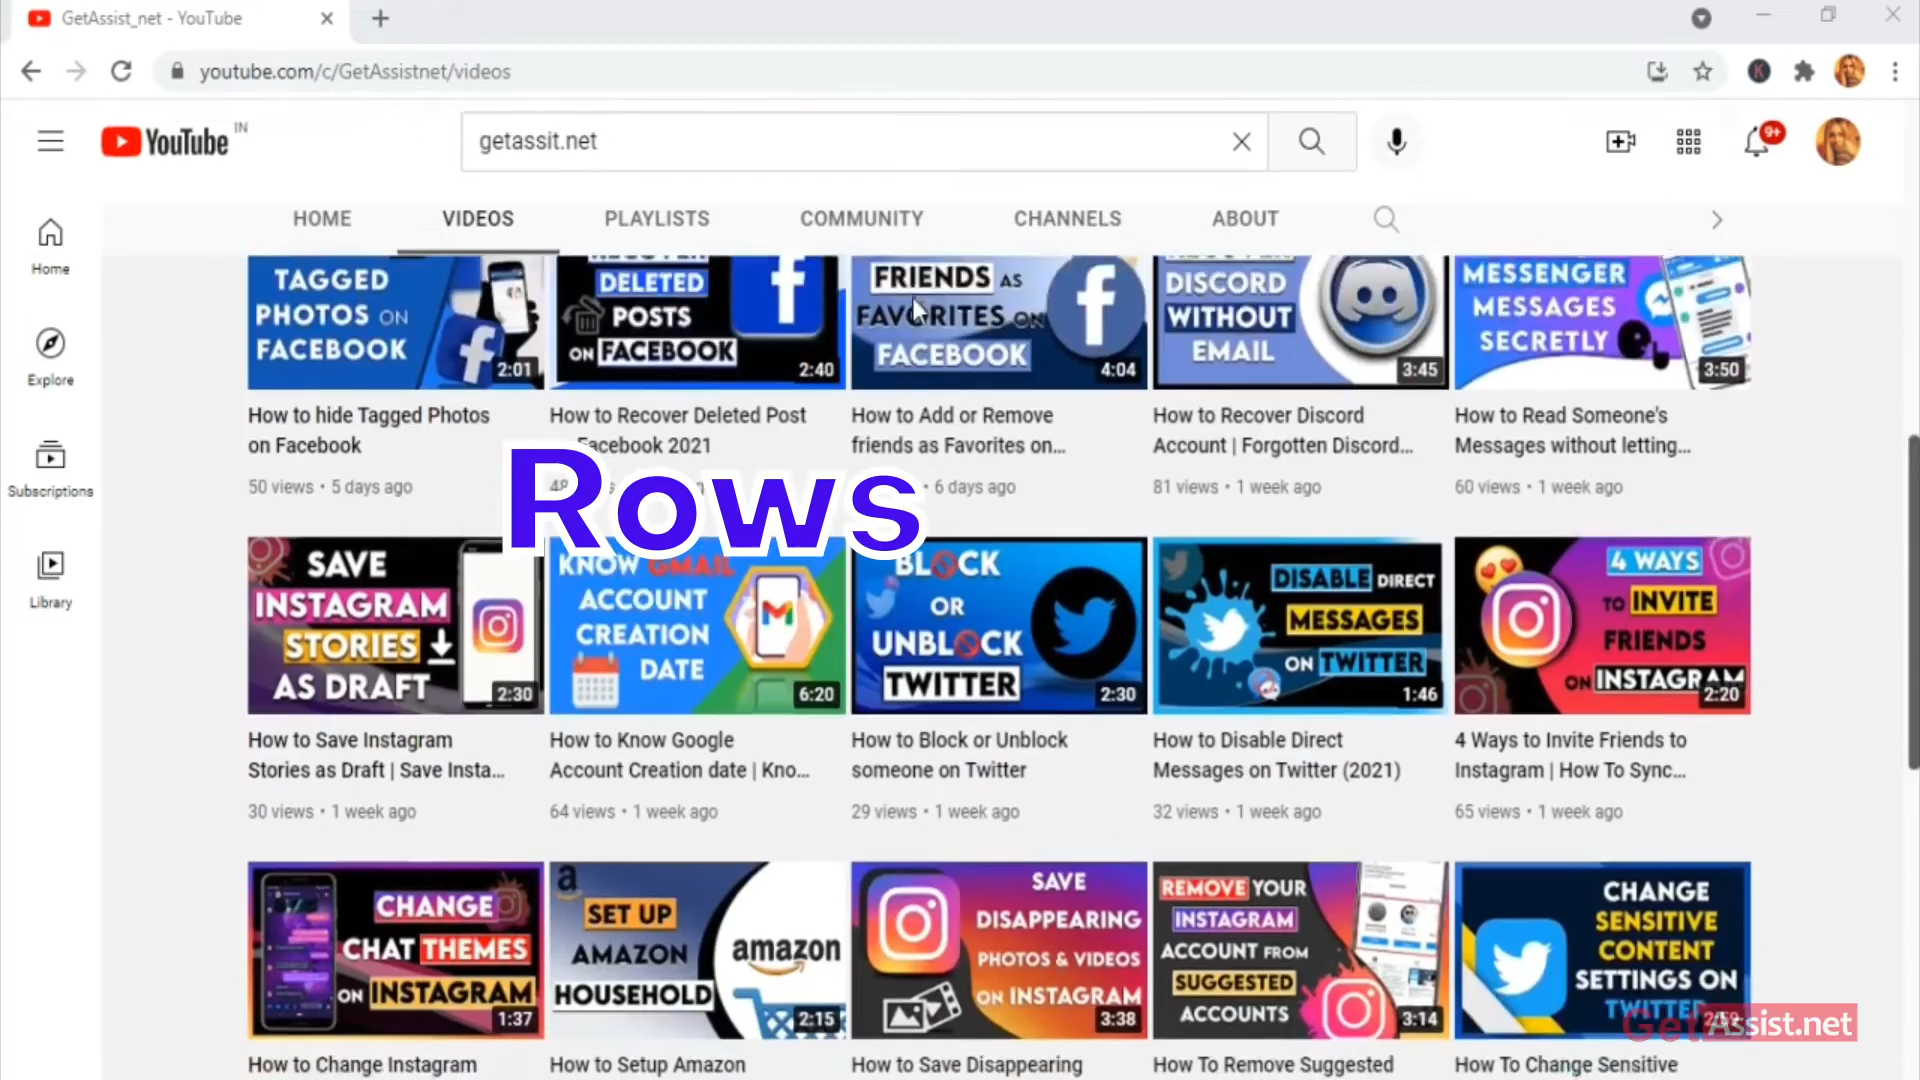 GetAssist_net - YouTube
youtube.com/c/GetAssistnet/videos
YouTube IN
getassit.net
9+
HOME VIDEOS PLAYLISTS COMMUNITY CHANNELS ABOUT
Home
Explore
Subscriptions
Library
TAGGED
PHOTOS ON
FACEBOOK
2:01
DELETED
POSTS
ON FACEBOOK
2:40
FRIENDS AS
FAVORITES ON
FACEBOOK
4:04
DISCORD
WITHOUT
EMAIL
3:45
MESSENGER
MESSAGES
SECRETLY
3:50
How to hide Tagged Photos
on Facebook
50 views • 5 days ago
How to Recover Deleted Post
Facebook 2021
How to Add or Remove
friends as Favorites on...
6 days ago
How to Recover Discord
Account | Forgotten Discord...
81 views • 1 week ago
How to Read Someone's
Messages without letting...
60 views • 1 week ago
Rows
SAVE
INSTAGRAM
STORIES
AS DRAFT
2:30
KNOW GMAIL
ACCOUNT
CREATION
DATE
6:20
BLOCK
OR
UNBLOCK
TWITTER
2:30
DISABLE DIRECT
MESSAGES
ON TWITTER
1:46
4 WAYS
TO INVITE
FRIENDS
ON INSTAGRAM
2:20
How to Save Instagram
Stories as Draft | Save Insta...
30 views • 1 week ago
How to Know Google
Account Creation date | Kno...
64 views • 1 week ago
How to Block or Unblock
someone on Twitter
29 views • 1 week ago
How to Disable Direct
Messages on Twitter (2021)
32 views • 1 week ago
4 Ways to Invite Friends to
Instagram | How To Sync...
65 views • 1 week ago
CHANGE
CHAT THEMES
ON INSTAGRAM
1:37
a
SET UP
AMAZON
HOUSEHOLD
amazon
2:15
SAVE
DISAPPEARING
PHOTOS & VIDEOS
ON INSTAGRAM
3:38
REMOVE YOUR
INSTAGRAM
ACCOUNT FROM
SUGGESTED
ACCOUNTS
3:14
CHANGE
SENSITIVE
CONTENT
SETTINGS ON
TWITTER
GetAssist.net
How to Change Instagram
How to Setup Amazon
How to Save Disappearing
How To Remove Suggested
How To Change Sensitive